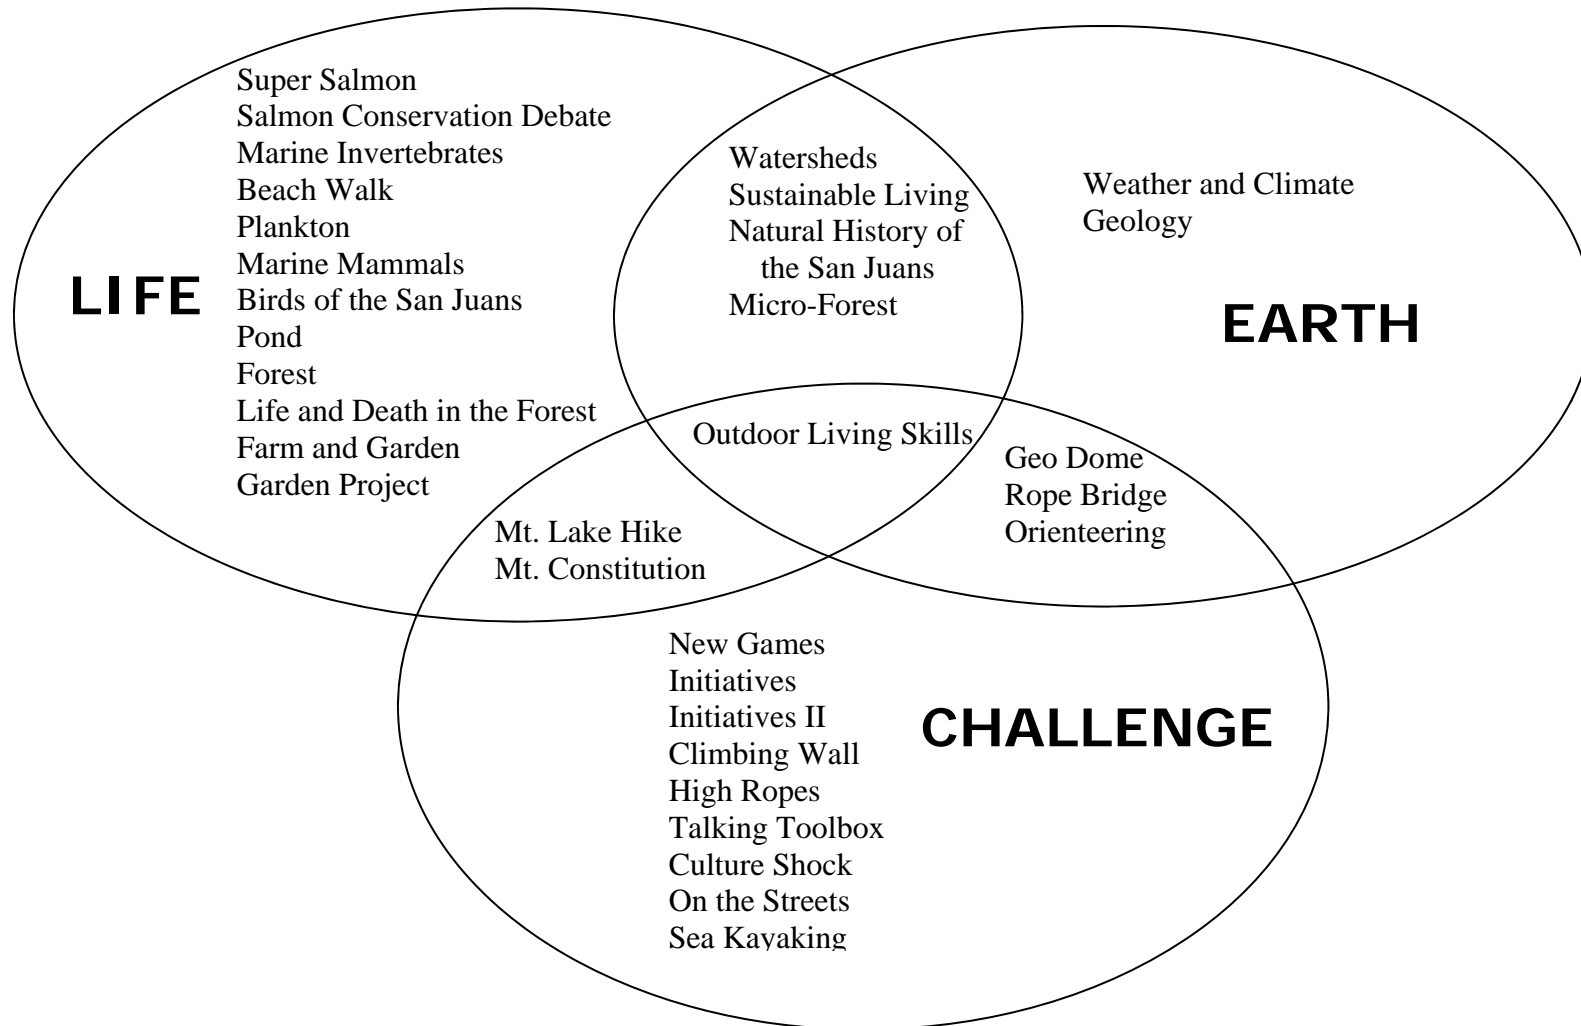 Super Salmon
Salmon Conservation Debate
Marine Invertebrates
Beach Walk
Plankton
Marine Mammals
Birds of the San Juans
Pond
Forest
Life and Death in the Forest
Farm and Garden
Garden Project
LIFE
Watersheds
Sustainable Living
Natural History of
the San Juans
Micro-Forest
Weather and Climate
Geology
EARTH
Outdoor Living Skills
Geo Dome
Rope Bridge
Orienteering
Mt. Lake Hike
Mt. Constitution
New Games
Initiatives
Initiatives II
Climbing Wall
High Ropes
Talking Toolbox
Culture Shock
On the Streets
Sea Kayaking
CHALLENGE